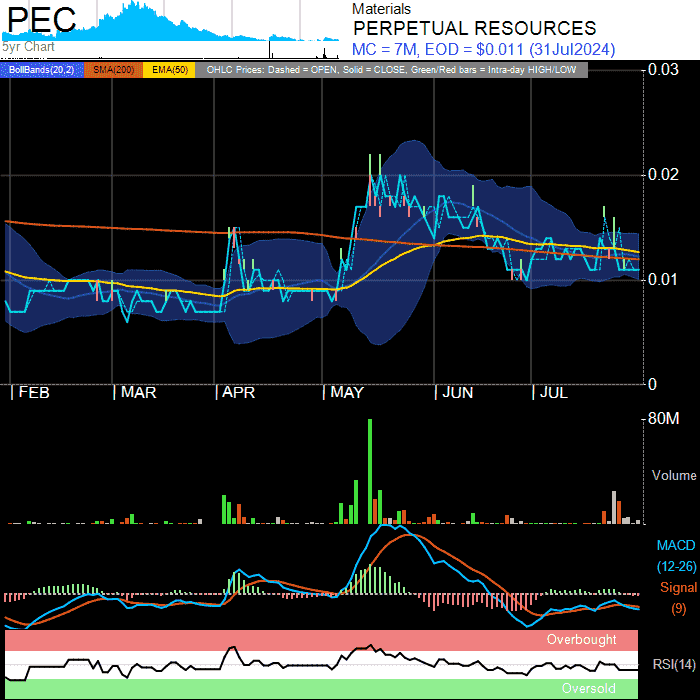 PEC
5yr Chart
Materials
PERPETUAL RESOURCES
MC = 7M, EOD = $0.011 (31Jul2024)
BollBands(20,2) SMA(200) EMA(50) OHLC Prices: Dashed = OPEN, Solid = CLOSE, Green/Red bars = Intra-day HIGH/LOW
0.03
0.02
0.01
0
FEB MAR APR MAY JUN JUL
80M
Volume
MACD
(12-26)
Signal
(9)
Overbought
RSI(14)
Oversold